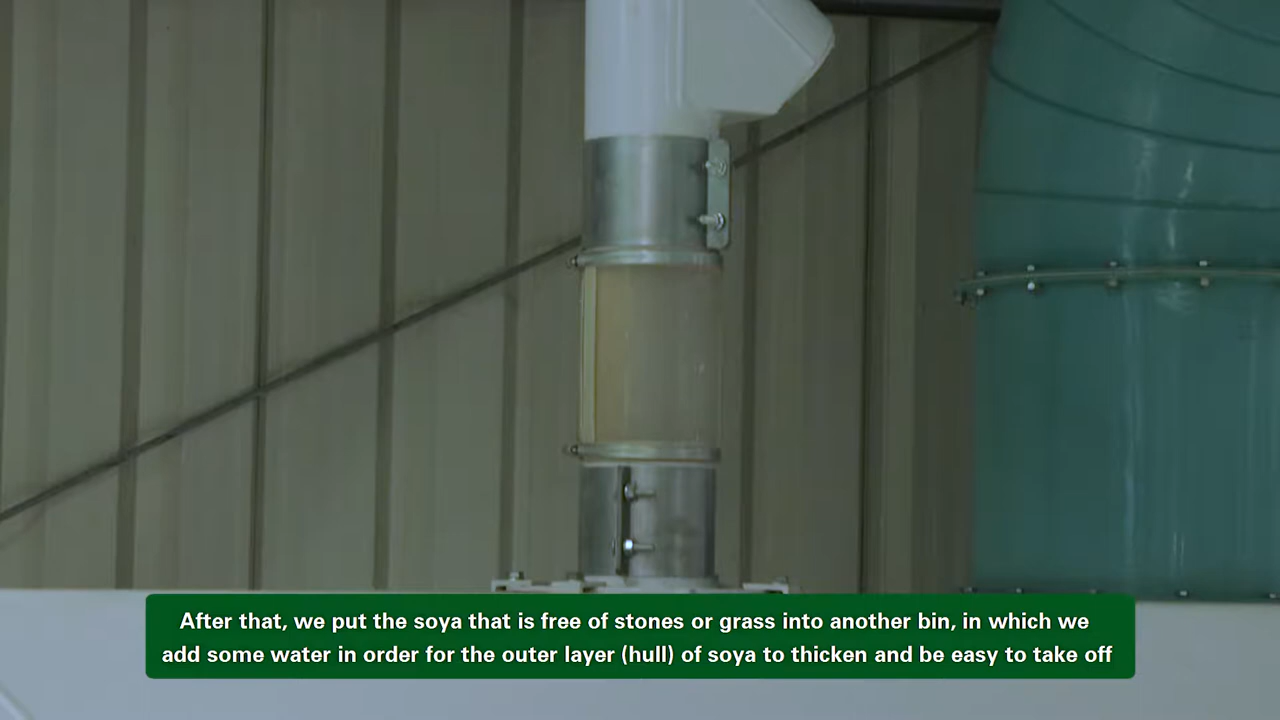 After that, we put the soya that is free of stones or grass into another bin, in which we
add some water in order for the outer layer (hull) of soya to thicken and be easy to take off